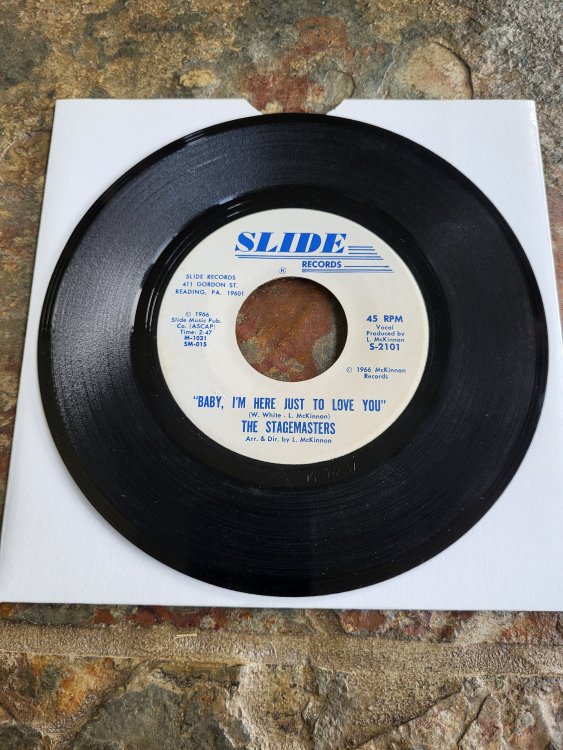 SLIDE
RECORDS
®
SLIDE RECORDS
411 GORDON ST.
READING, PA. 19601
© 1966
Slide Music Pub.
Co. (ASCAP)
Time: 2:47
M-1031
SM-015
45 RPM
Vocal
Produced by
L. McKinnon
S-2101
© 1966 McKinnon
Records
"BABY, I'M HERE JUST TO LOVE YOU"
(W. White - L. McKinnon)
THE STAGEMASTERS
Arr. & Dir. by L. McKinnon